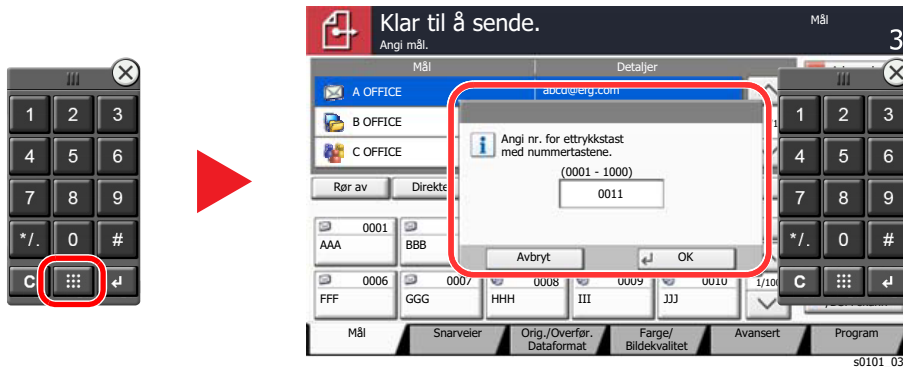 1 2 3
4 5 6
7 8 9
*/. 0 #
C
Klar til å sende.
Angi mål.
Mål
3
Mål Detaljer
A OFFICE abcd@erg.com
B OFFICE
C OFFICE
Angi nr. for ettrykkstast
med nummertastene.
(0001 - 1000)
0011
Avbryt OK
Rør av Direkte
0001
AAA BBB
0006 0007 0008 0009 0010 1/100
FFF GGG HHH III JJJ
1 2 3
4 5 6
7 8 9
*/. 0 #
C
Mål Snarveier Orig./Overfør. Dataformat Farge/ Bildekvalitet Avansert Program
s0101_03